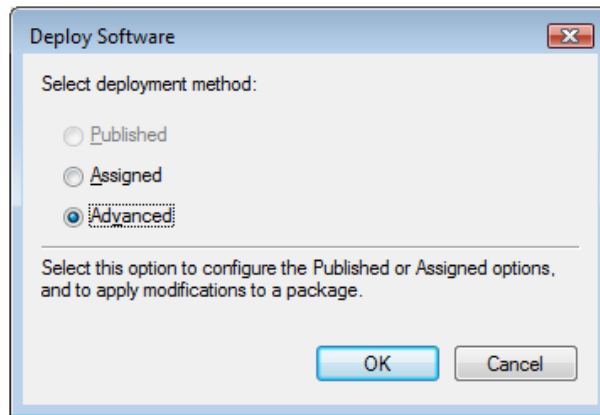 Deploy Software
Select deployment method:
Published
Assigned
Advanced
Select this option to configure the Published or Assigned options,
and to apply modifications to a package.
OK Cancel